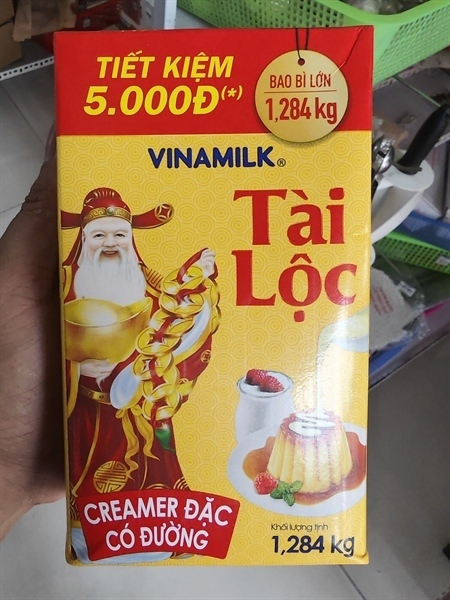 TIẾT KIỆM
5.000Đ(*)
BAO BÌ LỚN
1,284 kg
VINAMILK®
Tài
Lộc
CREAMER ĐẶC
CÓ ĐƯỜNG
Khối lượng tịnh
1,284 kg